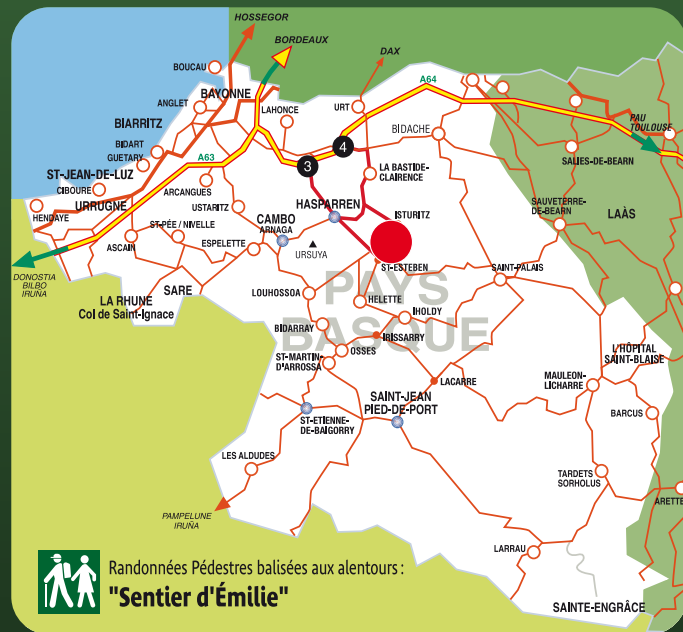 HOSSEGOR
BORDEAUX
DAX
BOUCAU
A64
BAYONNE
ANGLET
LAHONCE
URT
PAU
TOULOUSE
BIARRITZ
BIDACHE
BIDART
GUETARY
A63
4
3
SALIES-DE-BEARN
ST-JEAN-DE-LUZ
LA BASTIDE-
CLAIRENCE
CIBOURE
ARCANGUES
URRUGNE
USTARITZ
HASPARREN
SAUVETERRE-
DE-BEARN
LAÀS
HENDAYE
ST-PÉE / NIVELLE
CAMBO
ARNAGA
ISTURITZ
ASCAIN
ESPELETTE
URSUYA
ST-ESTEBEN
SAINT-PALAIS
DONOSTIA
BILBO
IRUÑA
SARE
LOUHOSSOA
PAYS
BASQUE
HELETTE
LA RHUNE
Col de Saint-Ignace
IHOLDY
BIDARRAY
IRISSARRY
OSSES
ST-MARTIN-
D'ARROSSA
L'HÔPITAL
SAINT-BLAISE
LACARRE
MAULEON-
LICHARRE
SAINT-JEAN
PIED-DE-PORT
BARCUS
ST-ETIENNE-
DE-BAIGORRY
LES ALDUDES
TARDETS
SORHOLUS
ARETTE
PAMPELUNE
IRUÑA
LARRAU
SAINTE-ENGRÂCE
Randonnées Pédestres balisées aux alentours :
"Sentier d'Émilie"